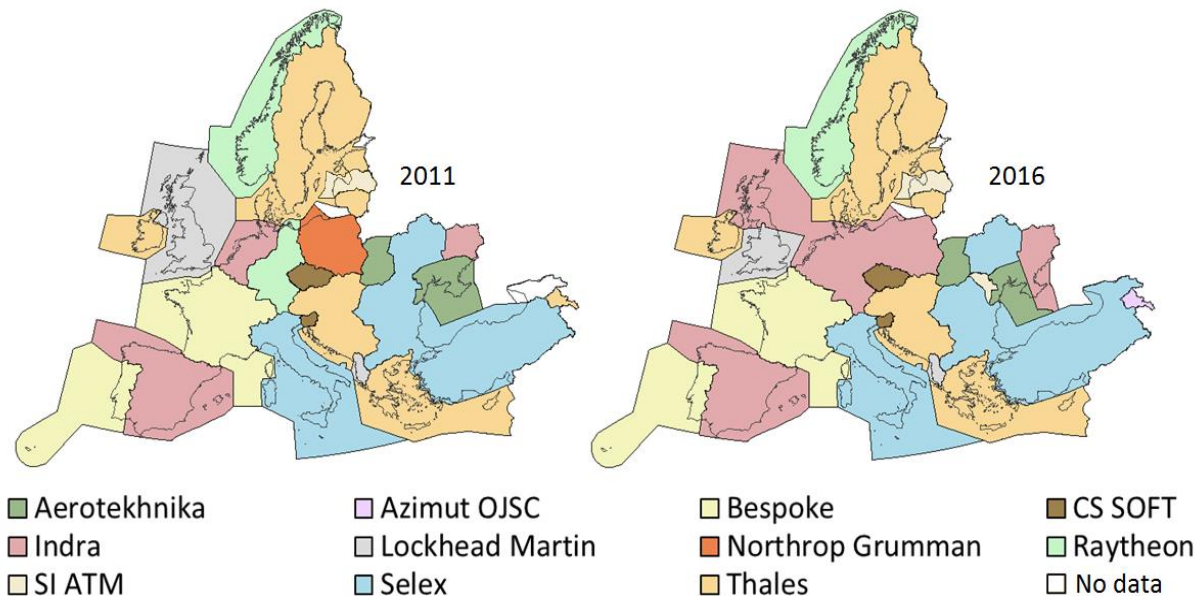 2011
2016
Aerotekhnika
Azimut OJSC
Bespoke
CS SOFT
Indra
Lockhead Martin
Northrop Grumman
Raytheon
SI ATM
Selex
Thales
No data